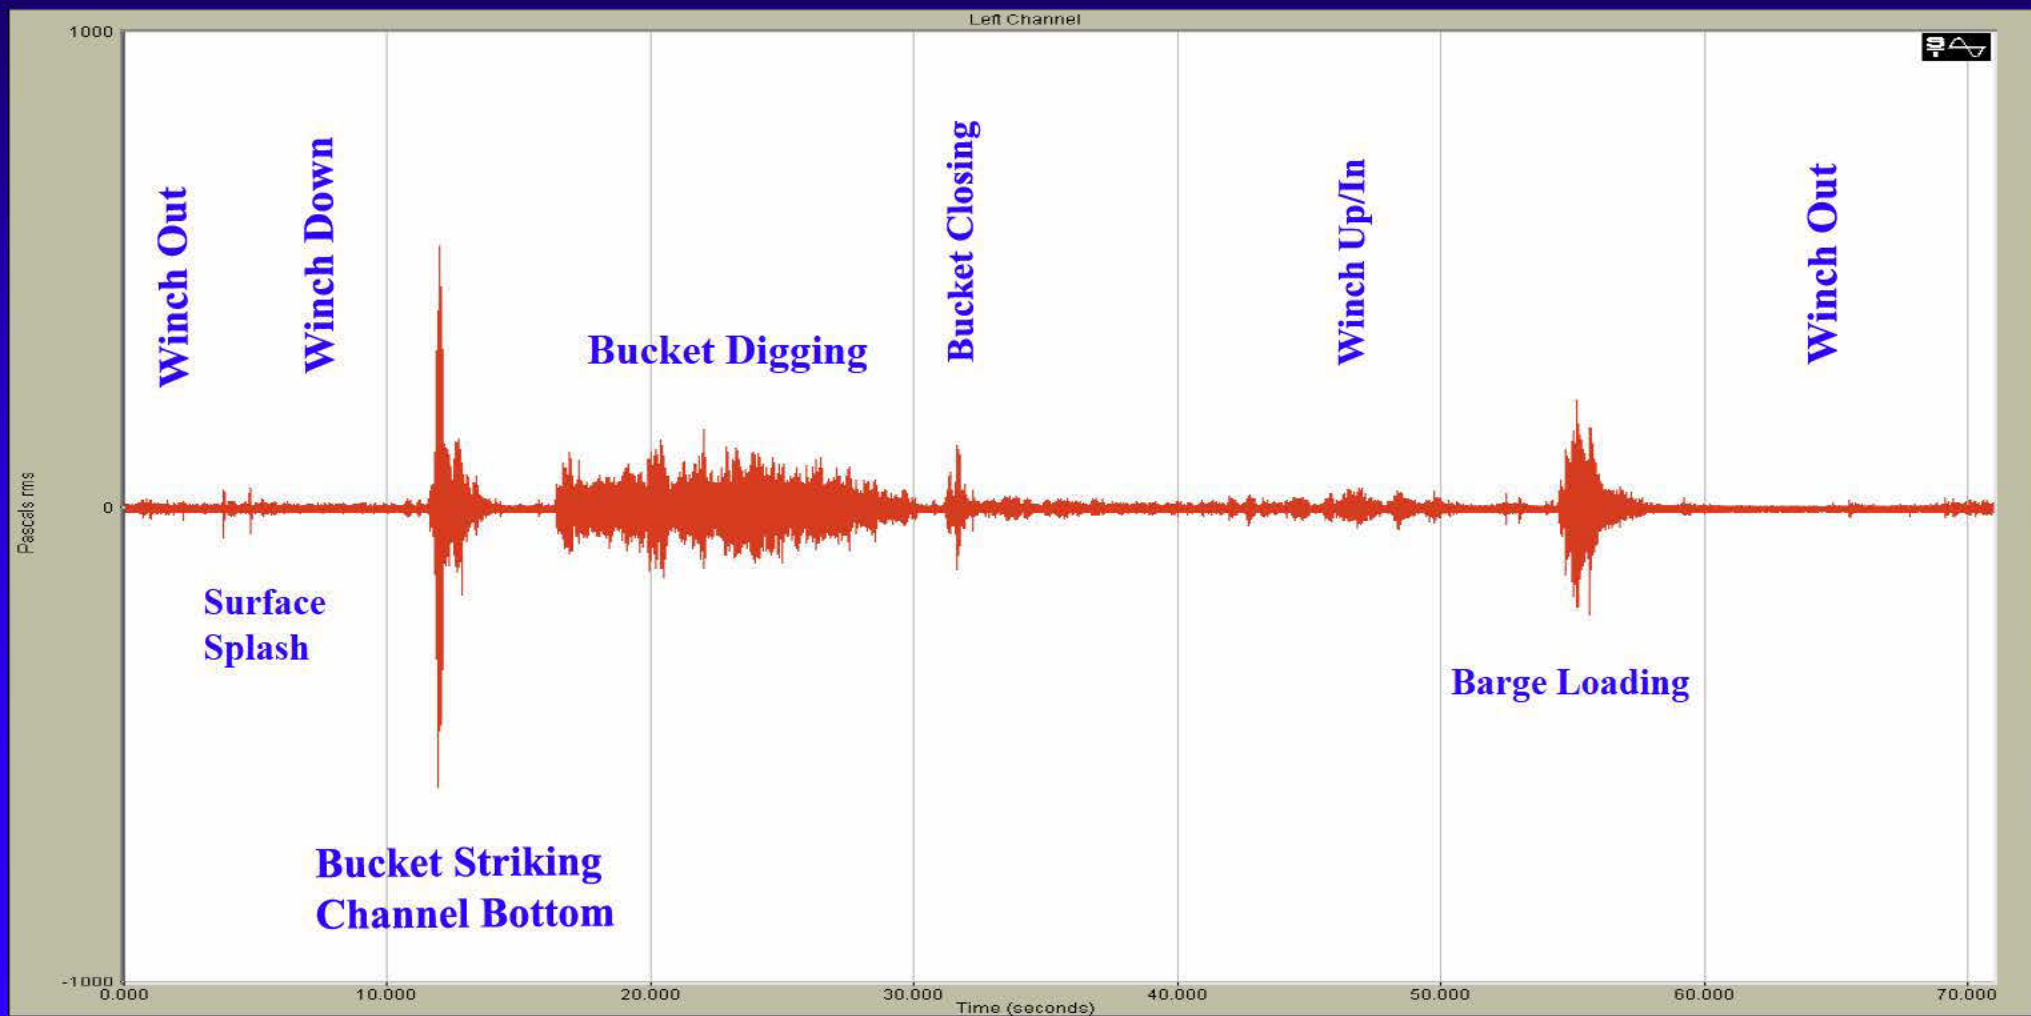 Left Channel
1000
Winch Out
Winch Down
Bucket Closing
Winch Up/In
Winch Out
Bucket Digging
Pascals rms
0
Surface
Splash
Barge Loading
Bucket Striking
Channel Bottom
-1000
0.000 10.000 20.000 30.000 40.000 50.000 60.000 70.000
Time (seconds)